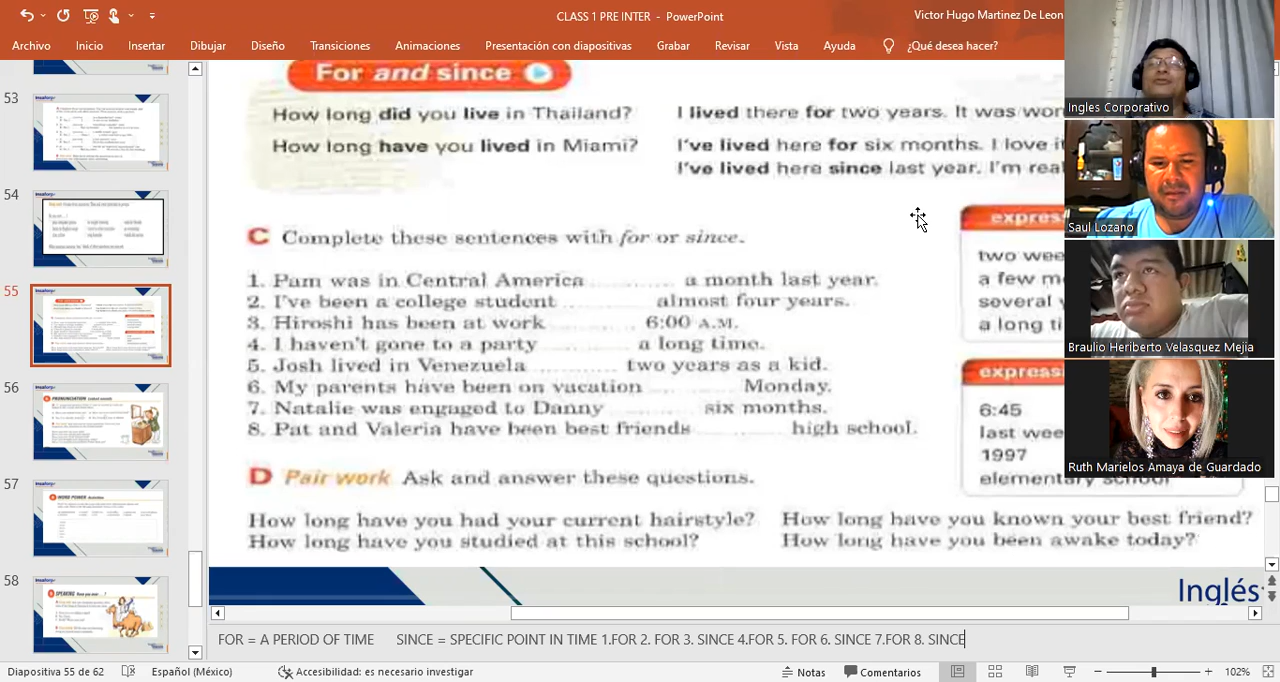 CLASS 1 PRE INTER - PowerPoint
Victor Hugo Martinez De Leon
Archivo Inicio Insertar Dibujar Diseño Transiciones Animaciones Presentación con diapositivas Grabar Revisar Vista Ayuda ¿Qué desea hacer?
Ingles Corporativo
Saul Lozano
Braulio Heriberto Velasquez Mejia
Ruth Marielos Amaya de Guardado
53
54
55
56
57
58
For and since
How long did you live in Thailand? I lived there for two years. It was
How long have you lived in Miami? I've lived here for six months. I love
I've lived here since last year. I'm
C Complete these sentences with for or since.
1. Pam was in Central America .......... a month last year.
2. I've been a college student .......... almost four years.
3. Hiroshi has been at work .......... 6:00 A.M.
4. I haven't gone to a party .......... a long time.
5. Josh lived in Venezuela .......... two years as a kid.
6. My parents have been on vacation .......... Monday.
7. Natalie was engaged to Danny .......... six months.
8. Pat and Valeria have been best friends .......... high school.
two
a few
several
a long
6:45
last
1997
elementary school
D Pair work Ask and answer these questions.
How long have you had your current hairstyle? How long have you known your best friend?
How long have you studied at this school? How long have you been awake today?
Inglés
FOR = A PERIOD OF TIME SINCE = SPECIFIC POINT IN TIME 1.FOR 2. FOR 3. SINCE 4.FOR 5. FOR 6. SINCE 7.FOR 8. SINCE
Diapositiva 55 de 62 Español (México) Accesibilidad: es necesario investigar Notas Comentarios 102%